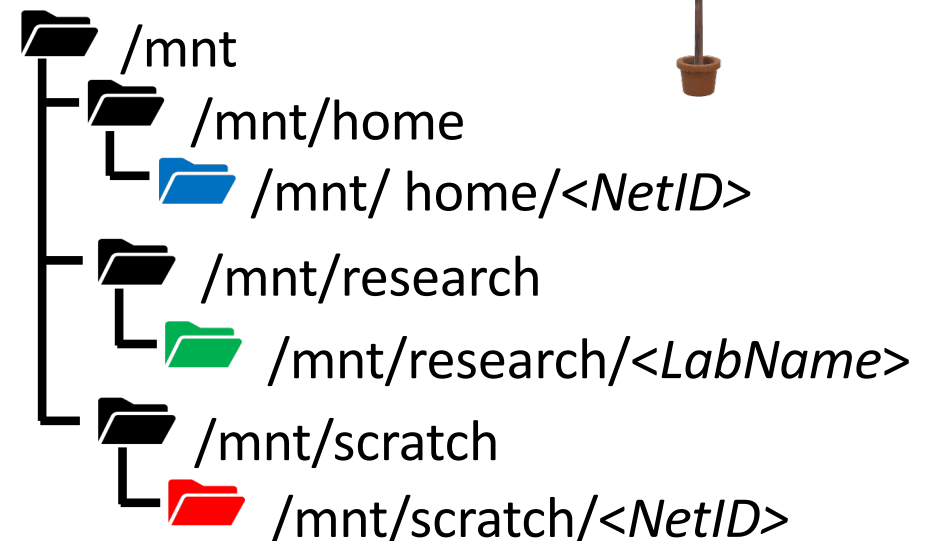 /mnt
/mnt/home
/mnt/ home/<NetID>
/mnt/research
/mnt/research/<LabName>
/mnt/scratch
/mnt/scratch/<NetID>